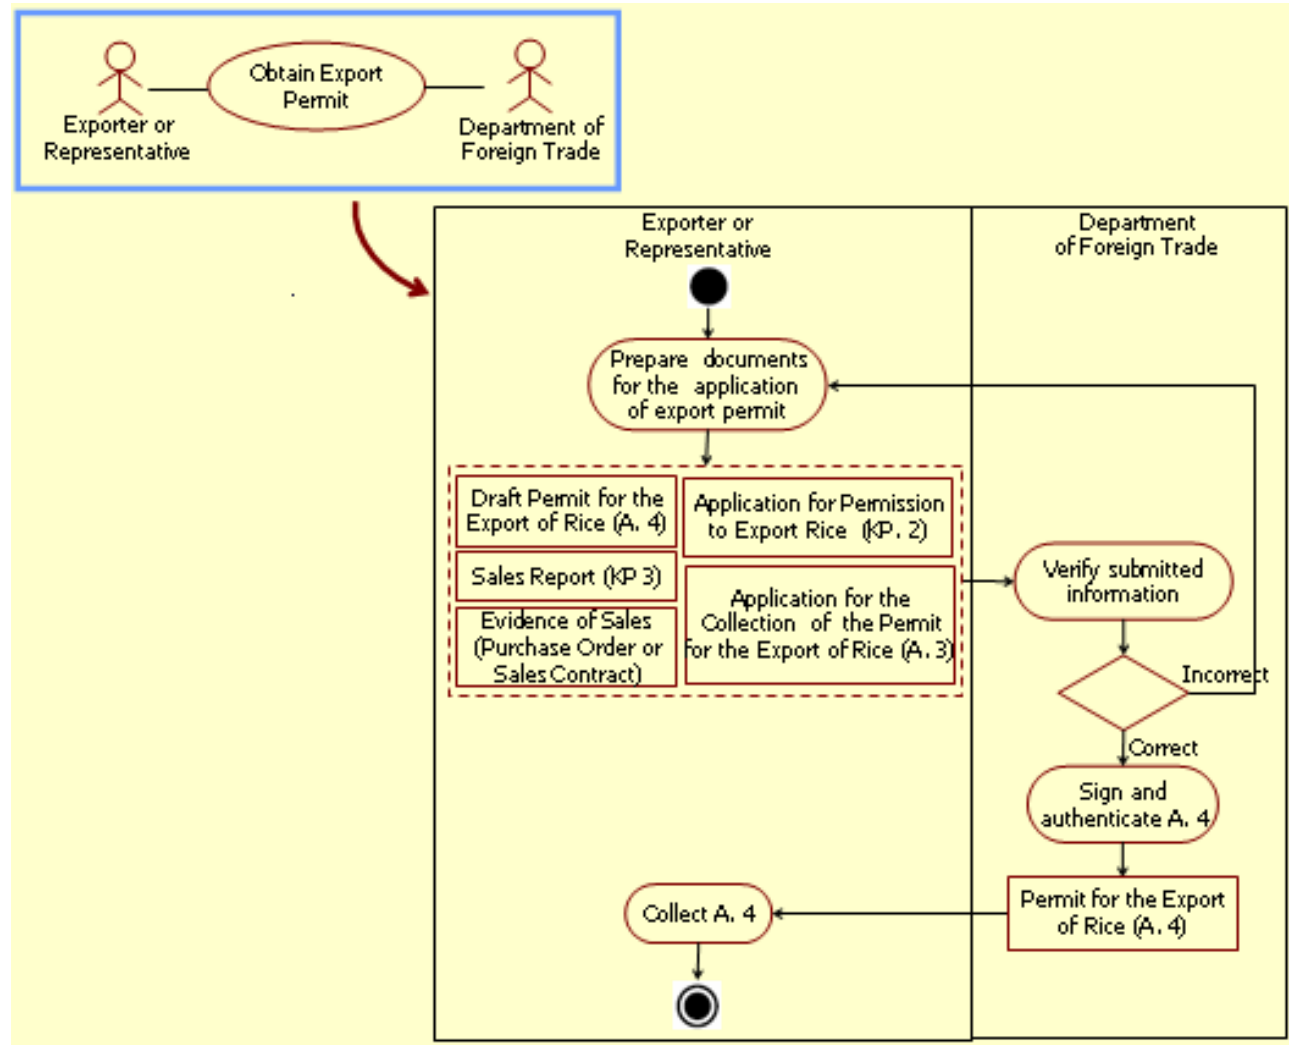 Obtain Export
Permit
Exporter or
Representative
Department of
Foreign Trade
Exporter or
Representative
Department
of Foreign Trade
Prepare documents
for the application
of export permit
Draft Permit for the
Export of Rice (A. 4)
Application for Permission
to Export Rice (KP. 2)
Sales Report (KP 3)
Evidence of Sales
(Purchase Order or
Sales Contract)
Application for the
Collection of the Permit
for the Export of Rice (A. 3)
Verify submitted
information
Incorrect
Correct
Sign and
authenticate A. 4
Permit for the Export
of Rice (A. 4)
Collect A. 4